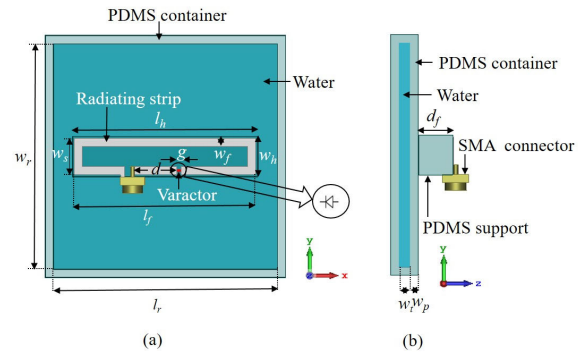 PDMS container
Water
Radiating strip
l_h
w_r
w_s
g
w_f
w_h
d
Varactor
l_f
y
x
l_r
(a)
PDMS container
Water
d_f
SMA connector
PDMS support
y
z
w_t
w_p
(b)